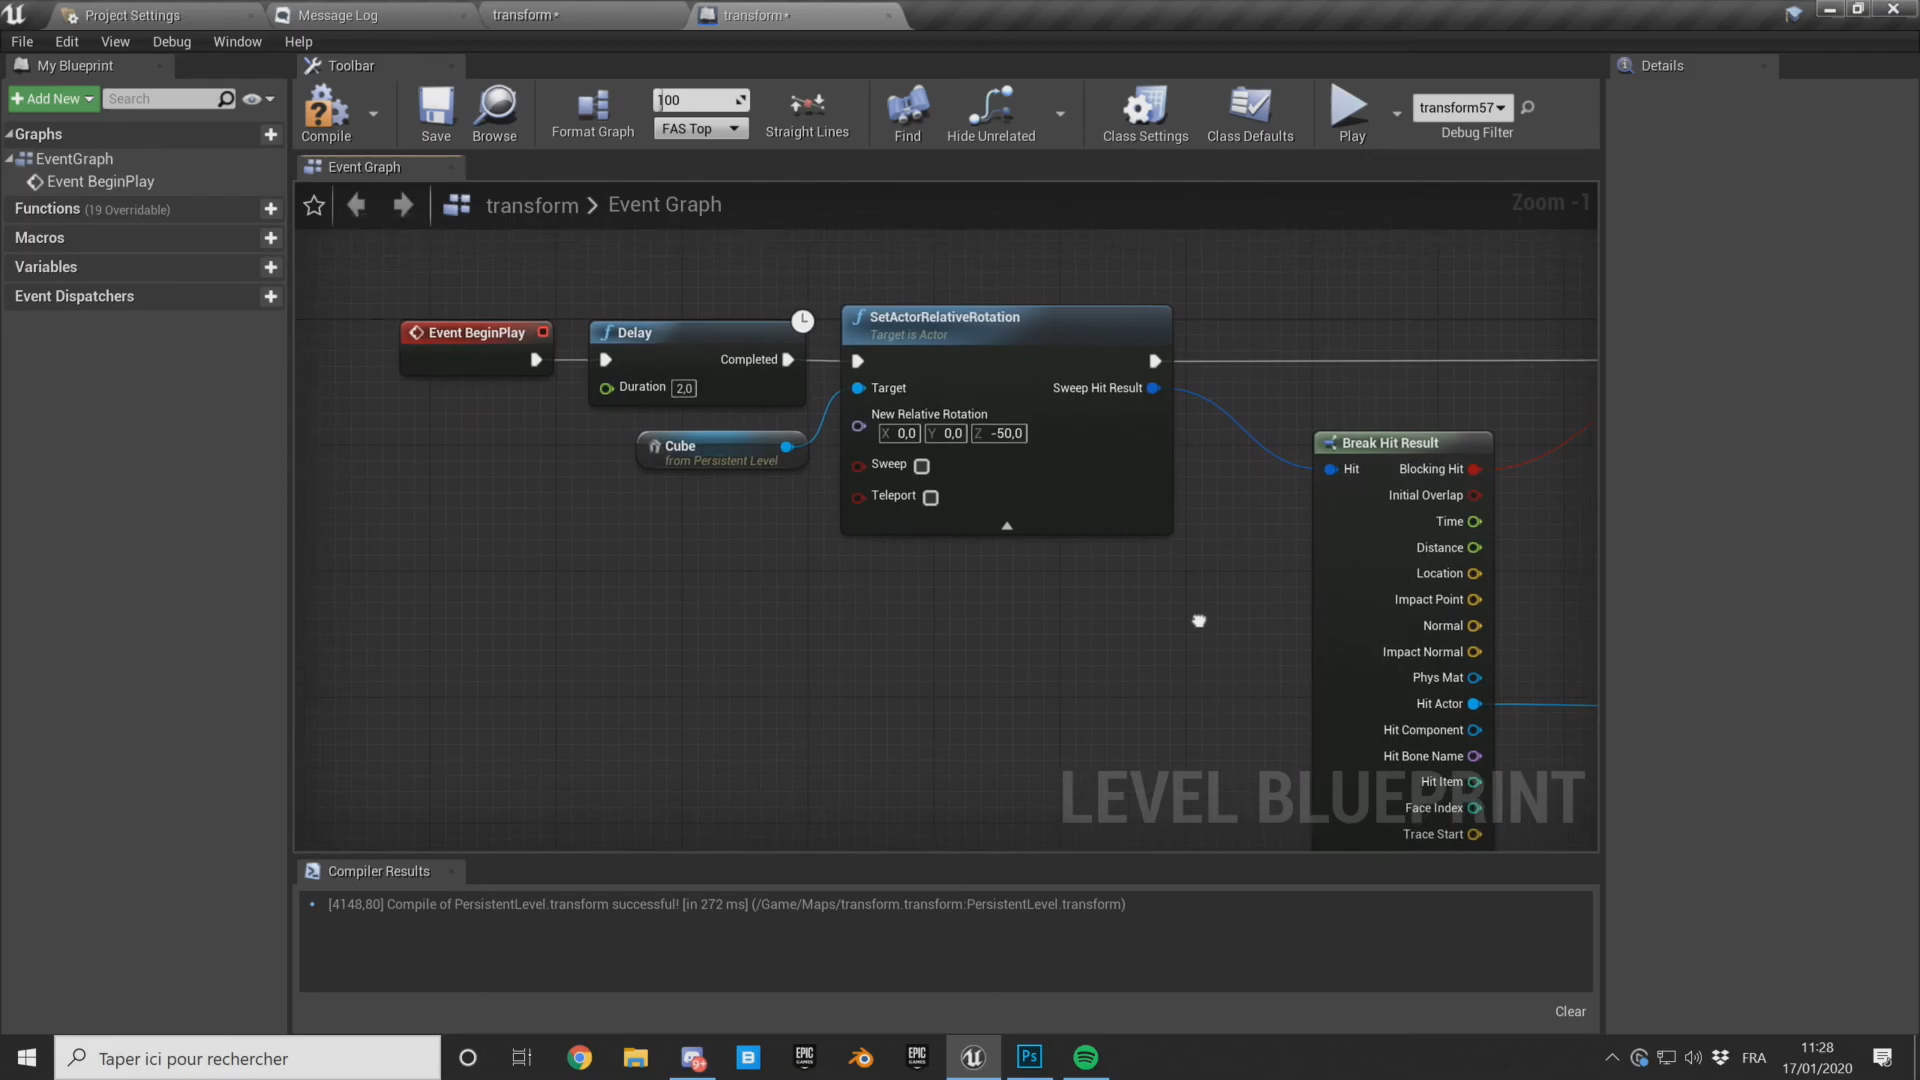 Project Settings
Message Log
transform*
transform*
File Edit View Debug Window Help
My Blueprint
Toolbar
Details
Add New
Search
100
FAS Top
Compile
Save
Browse
Format Graph
Straight Lines
Find
Hide Unrelated
Class Settings
Class Defaults
Play
transform57
Debug Filter
Graphs
EventGraph
Event BeginPlay
Functions (19 Overridable)
Macros
Variables
Event Dispatchers
Event Graph
transform > Event Graph
Zoom -1
Event BeginPlay
Delay
Completed
Duration 2,0
Cube
from Persistent Level
SetActorRelativeRotation
Target is Actor
Target
Sweep Hit Result
New Relative Rotation
X 0,0 Y 0,0 Z -50,0
Sweep
Teleport
Break Hit Result
Hit
Blocking Hit
Initial Overlap
Time
Distance
Location
Impact Point
Normal
Impact Normal
Phys Mat
Hit Actor
Hit Component
Hit Bone Name
Hit Item
Face Index
Trace Start
LEVEL BLUEPRINT
Compiler Results
[4148,80] Compile of PersistentLevel.transform successful! [in 272 ms] (/Game/Maps/transform.transform:PersistentLevel.transform)
Clear
Taper ici pour rechercher
9+
B
EPIC GAMES
EPIC GAMES
Ps
FRA
11:28
17/01/2020